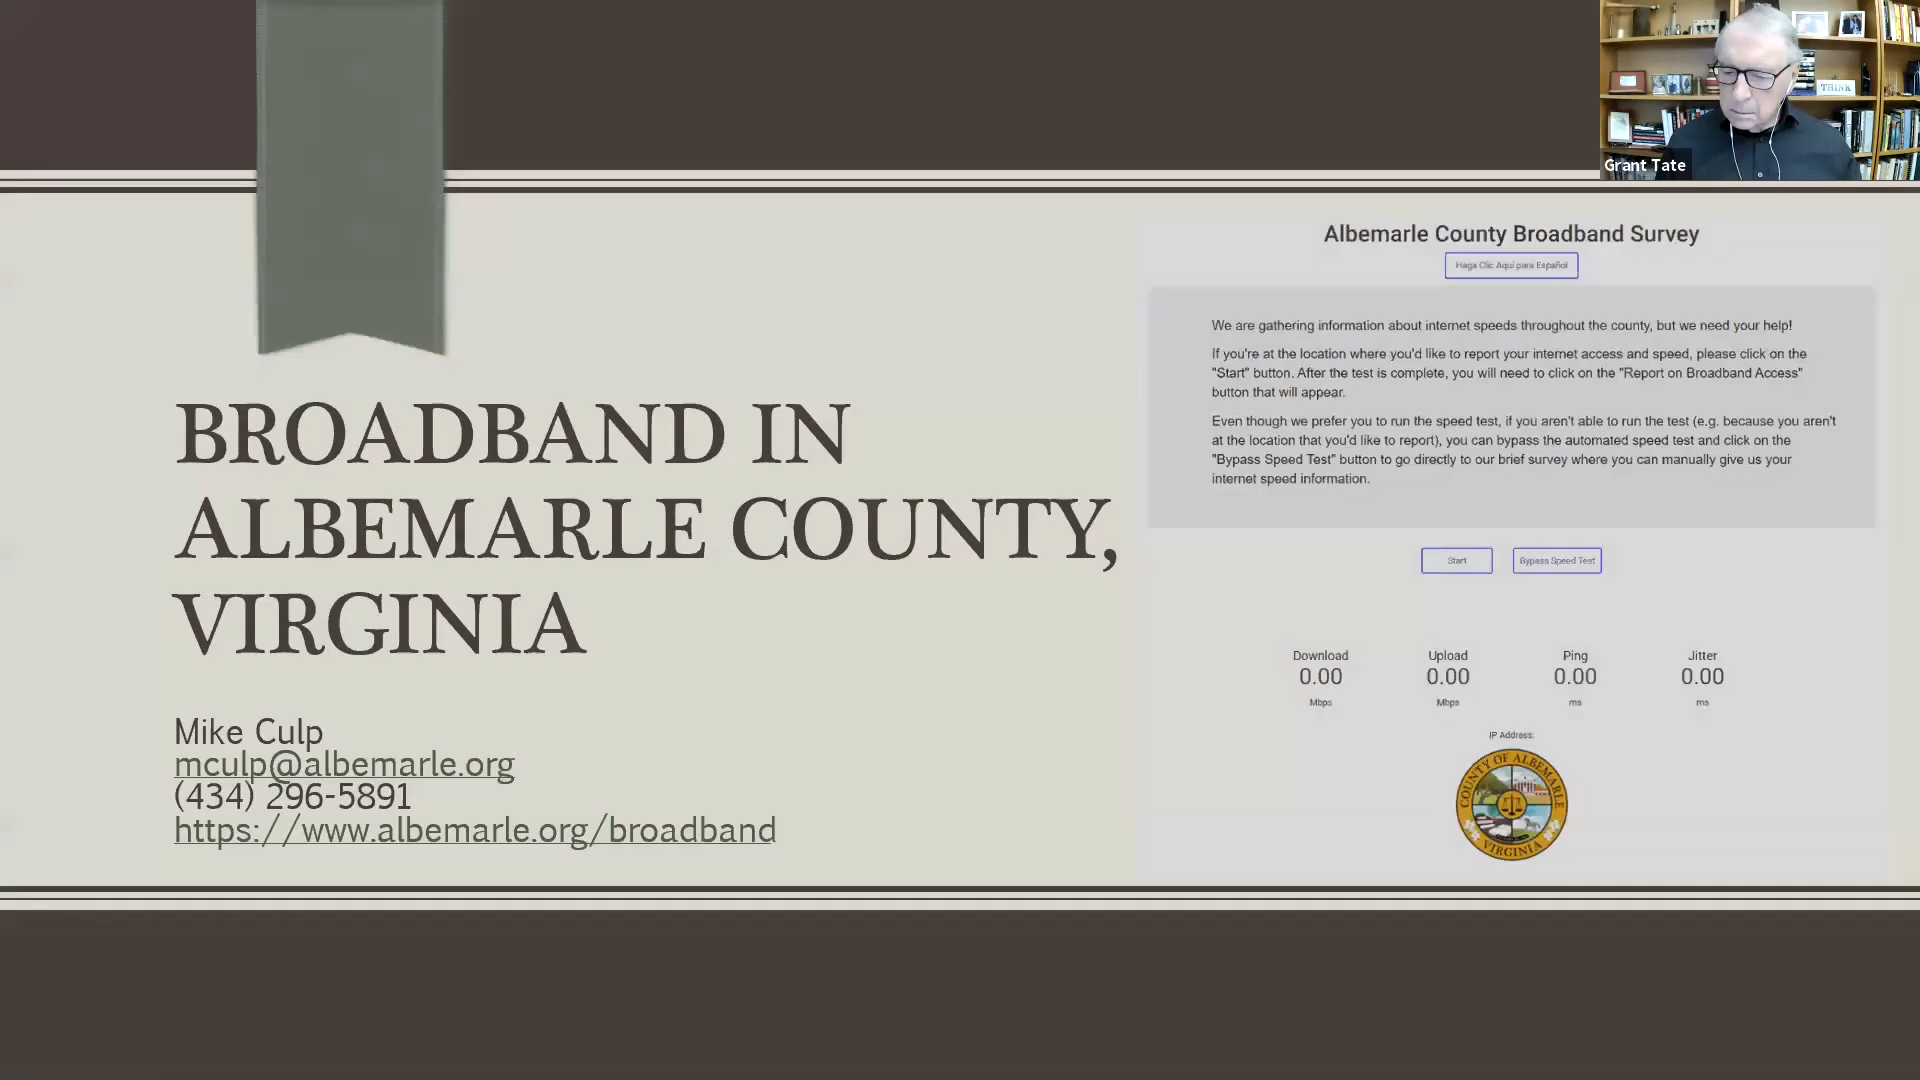 THINK
Grant Tate
BROADBAND IN
ALBEMARLE COUNTY,
VIRGINIA
Mike Culp
mculp@albemarle.org
(434) 296-5891
https://www.albemarle.org/broadband
Albemarle County Broadband Survey
Haga Clic Aquí para Español
We are gathering information about internet speeds throughout the county, but we need your help!
If you're at the location where you'd like to report your internet access and speed, please click on the
"Start" button. After the test is complete, you will need to click on the "Report on Broadband Access"
button that will appear.
Even though we prefer you to run the speed test, if you aren't able to run the test (e.g. because you aren't
at the location that you'd like to report), you can bypass the automated speed test and click on the
"Bypass Speed Test" button to go directly to our brief survey where you can manually give us your
internet speed information.
Start Bypass Speed Test
Download Upload Ping Jitter
0.00 0.00 0.00 0.00
Mbps Mbps ms ms
IP Address:
COUNTY OF ALBEMARLE
VIRGINIA